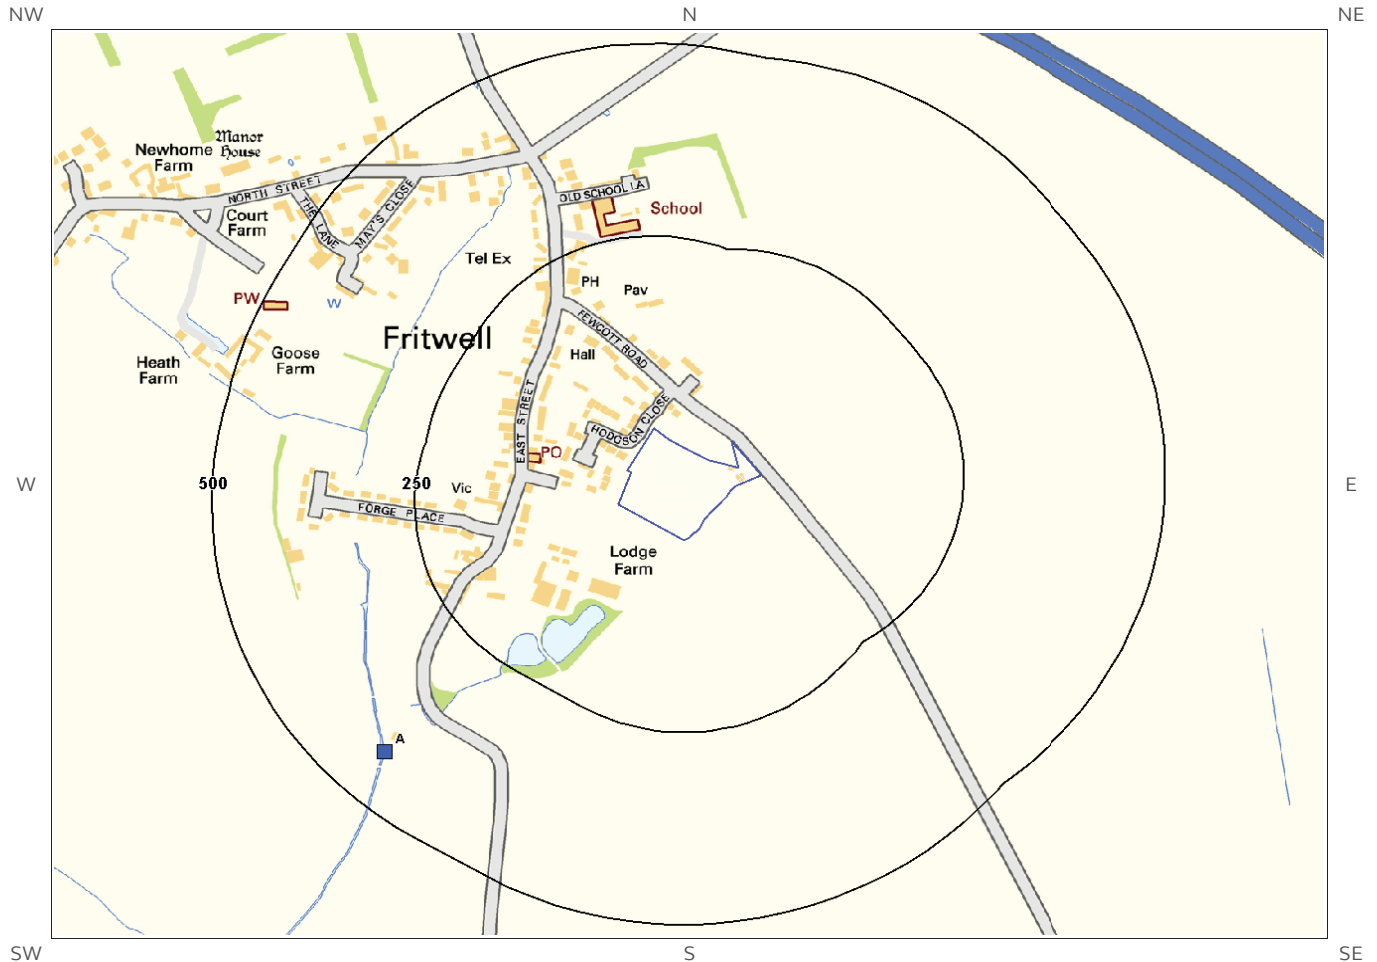 NW
N
NE
Manor
House
Newhome
Farm
NORTH STREET
THE LANE
MAY'S CLOSE
Court
Farm
OLD SCHOOL LA
School
Tel Ex
PH
Pav
PW
W
Fritwell
FEWCOTT ROAD
Hall
Goose
Farm
Heath
Farm
EAST STREET
HODGSON CLOSE
PO
W
500
250
Vic
E
FORGE PLACE
Lodge
Farm
A
SW
S
SE